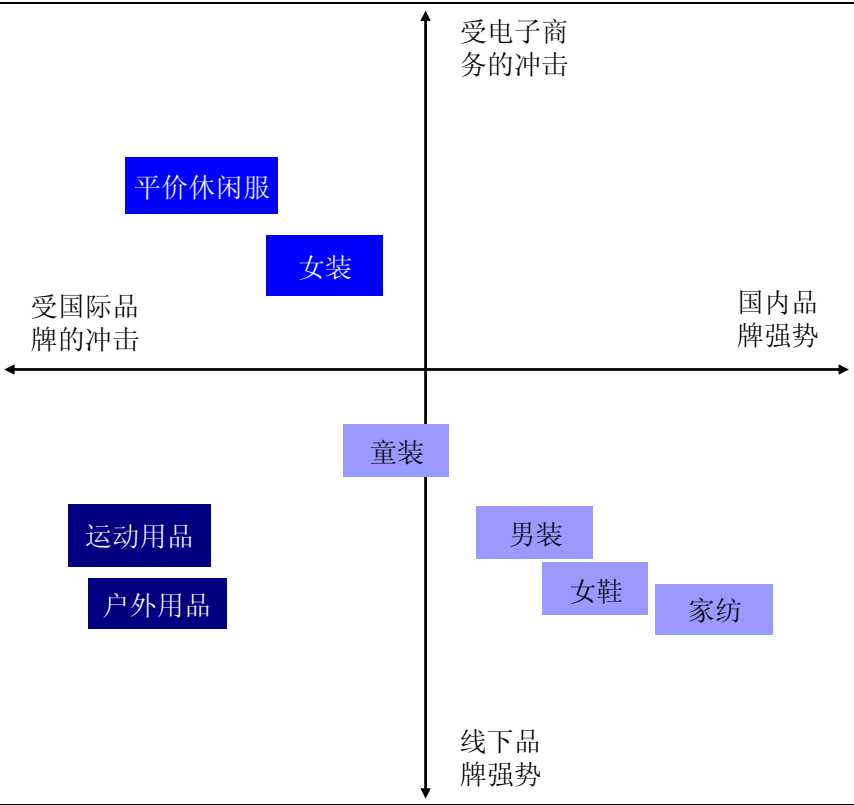 受电子商
务的冲击
平价休闲服
女装
受国际品
牌的冲击
国内品
牌强势
童装
运动用品
男装
户外用品
女鞋
家纺
线下品
牌强势